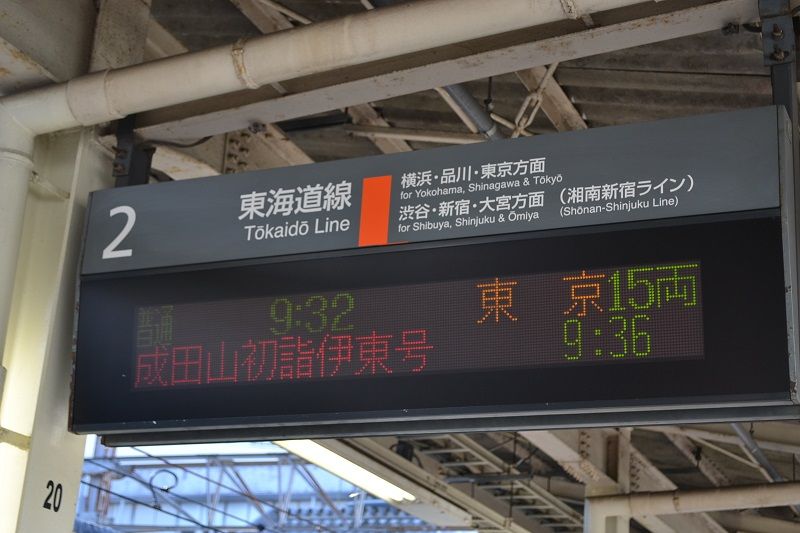 2
東海道線
Tōkaidō Line
横浜・品川・東京方面
for Yokohama, Shinagawa & Tōkyō
渋谷・新宿・大宮方面 （湘南新宿ライン）
for Shibuya, Shinjuku & Ōmiya (Shōnan-Shinjuku Line)
普通 9:32 東京 15両
成田山初詣伊東号 9:36
20